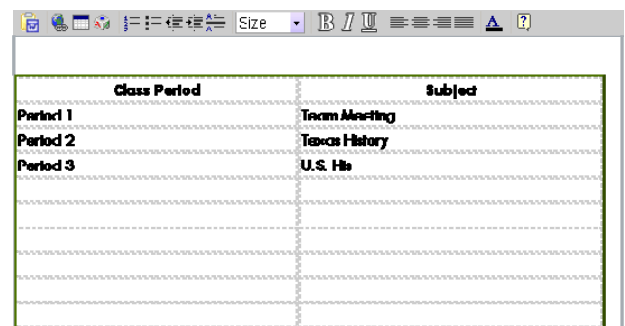 Size B I U A ?
Class Period Subject
Period 1 Team Meeting
Period 2 Texas History
Period 3 U.S. His